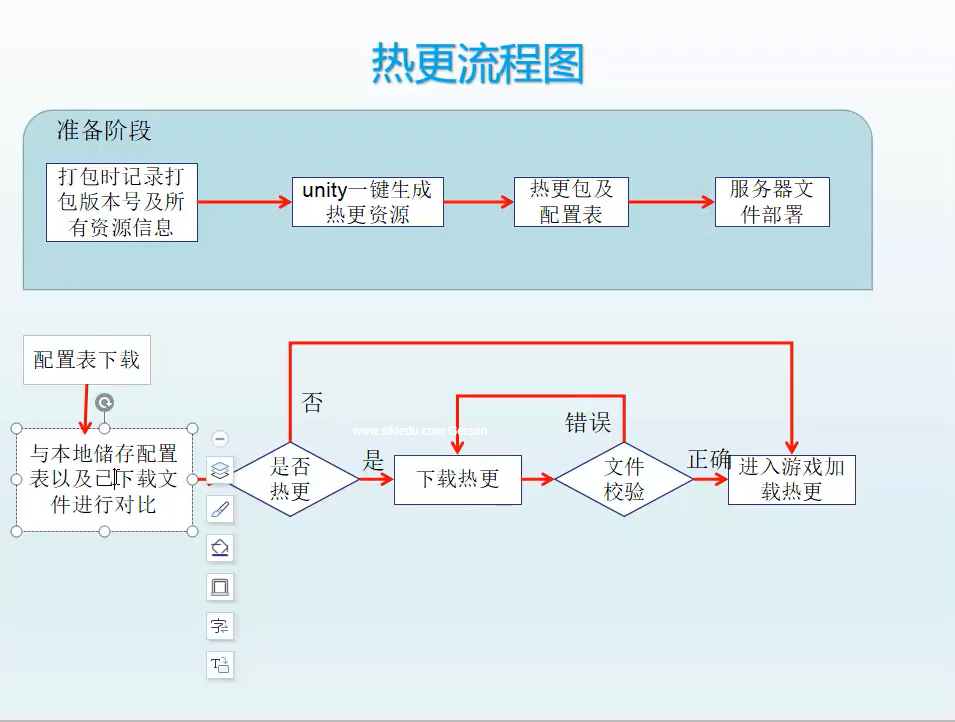 热更流程图
准备阶段
打包时记录打
包版本号及所
有资源信息
unity一键生成
热更资源
热更包及
配置表
服务器文
件部署
配置表下载
与本地储存配置
表以及已下载文
件进行对比
是否
热更
否
是
www.sikiedu.com Gerson
下载热更
错误
文件
校验
正确
进入游戏加
载热更
字
T